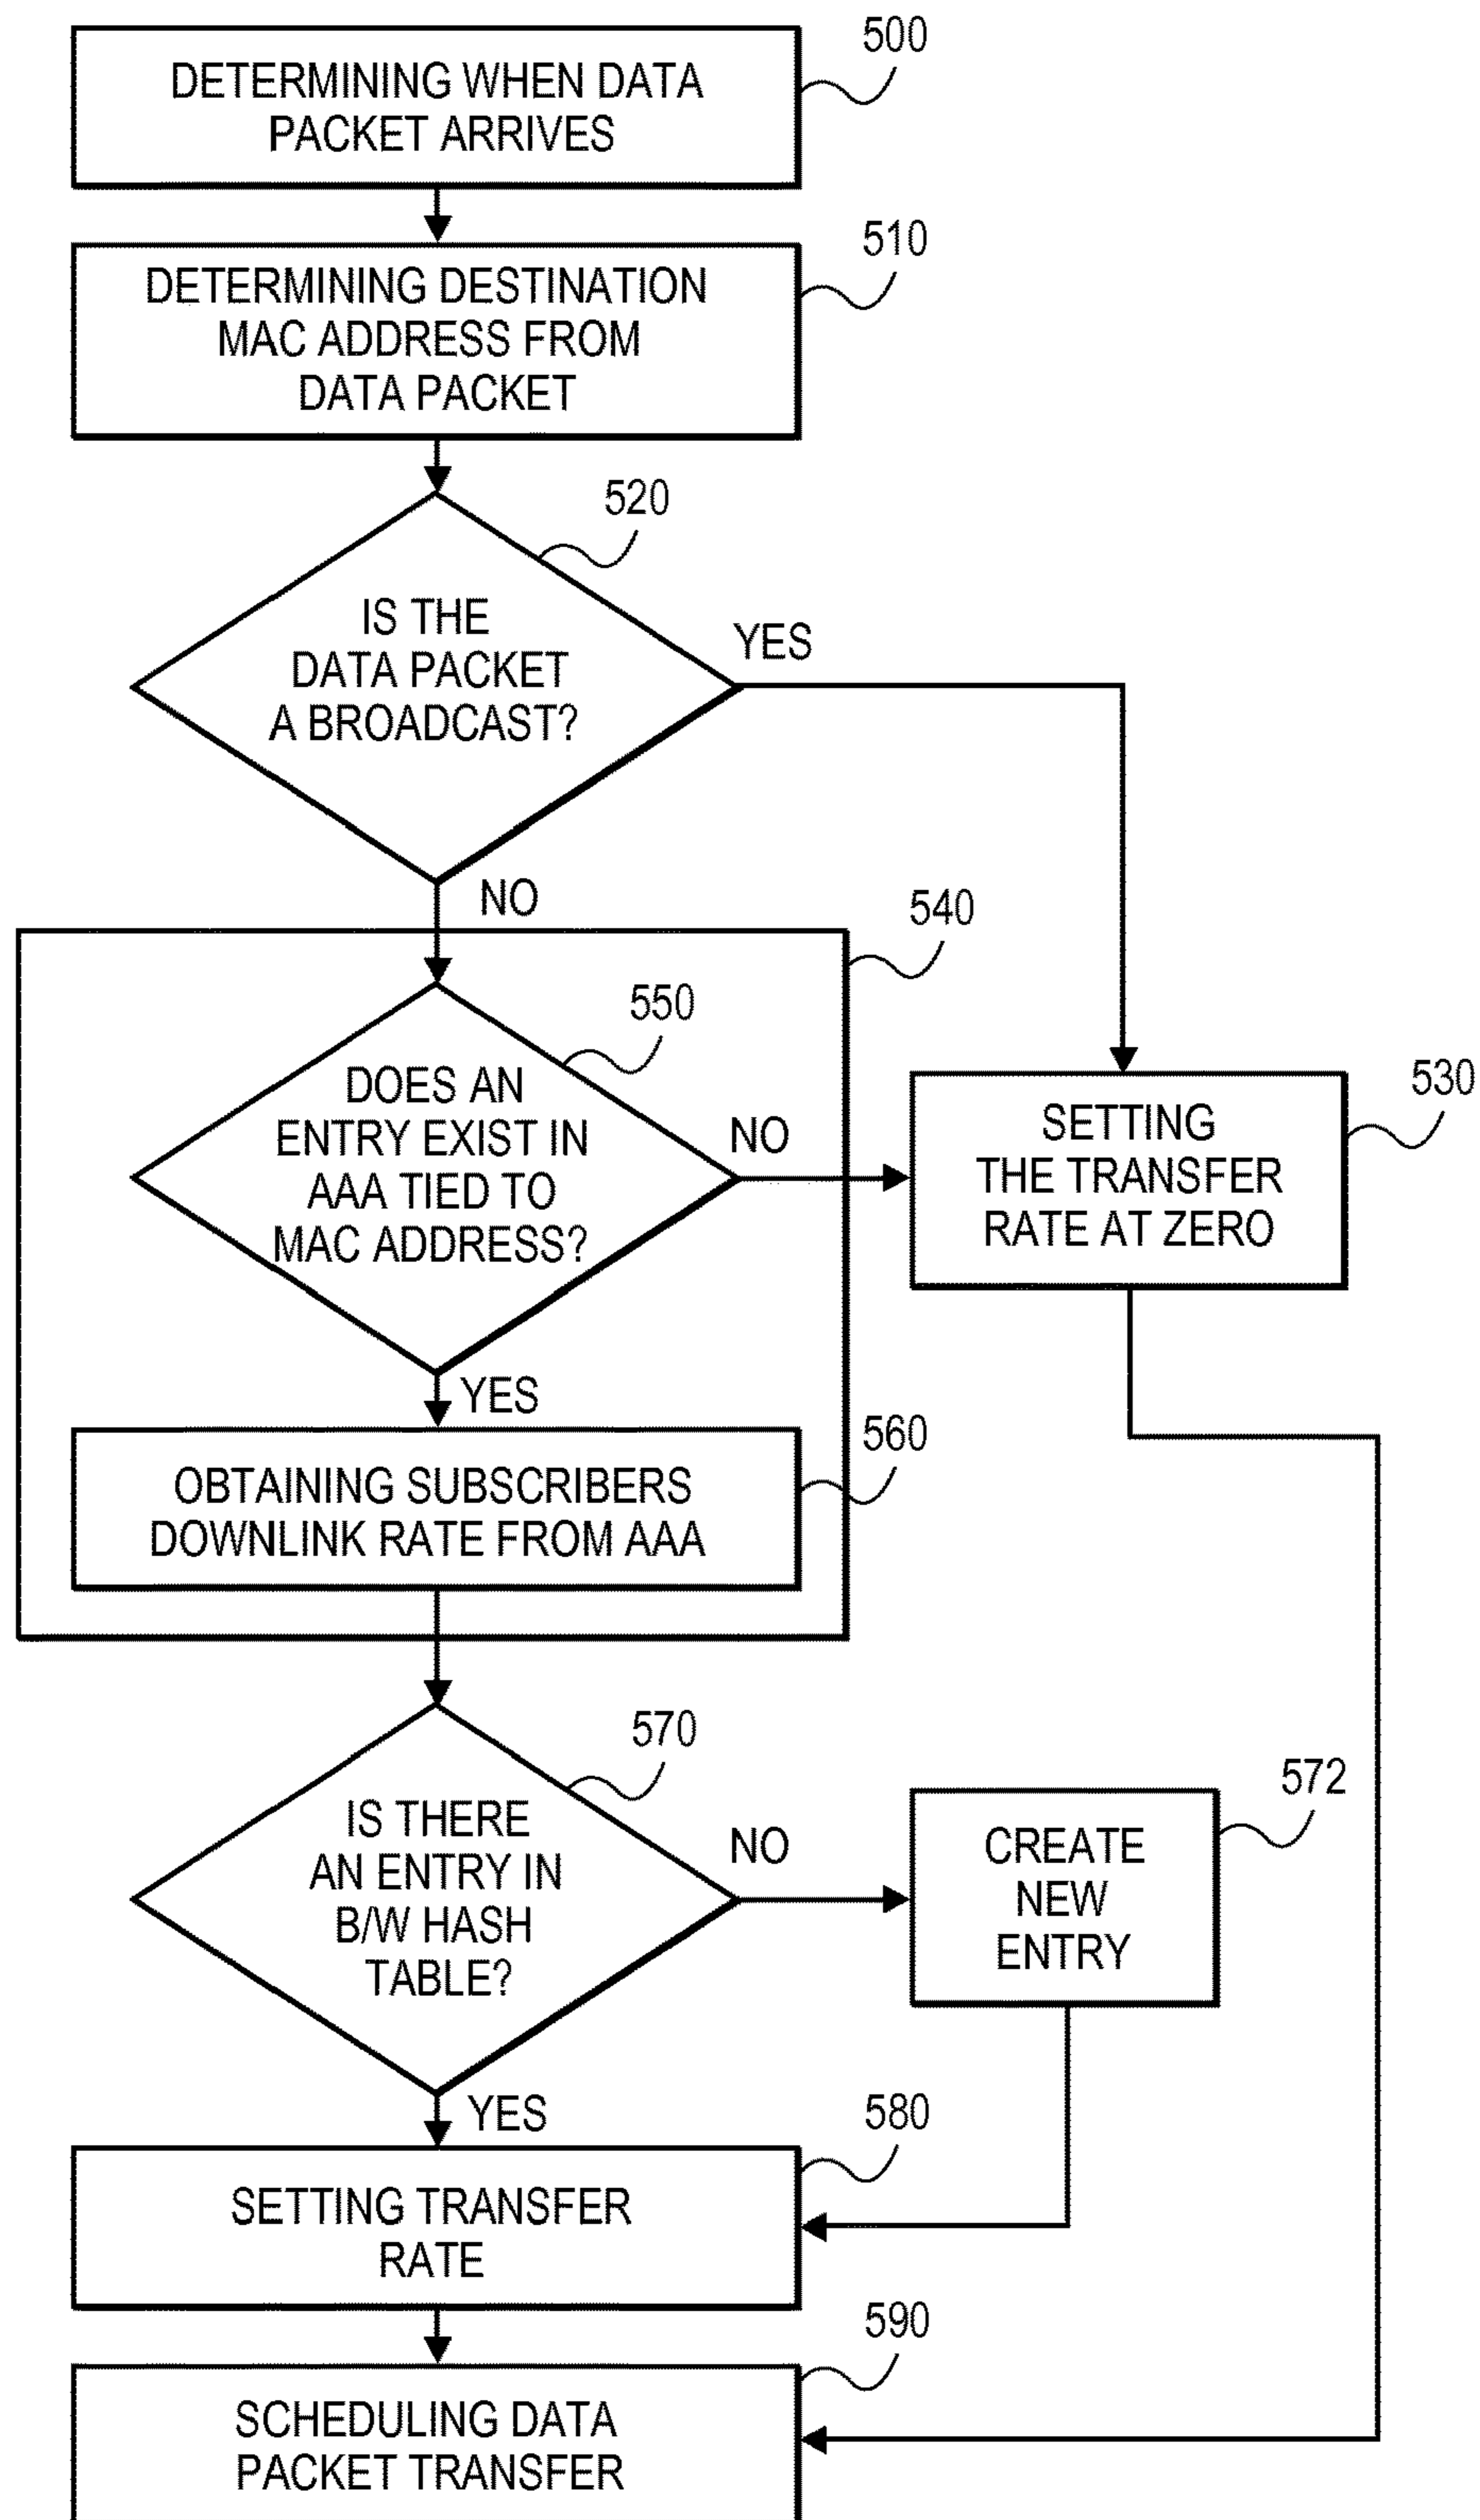 500
DETERMINING WHEN DATA
PACKET ARRIVES
510
DETERMINING DESTINATION
MAC ADDRESS FROM
DATA PACKET
520
IS THE
DATA PACKET
A BROADCAST?
YES
NO
540
550
DOES AN
ENTRY EXIST IN
AAA TIED TO
MAC ADDRESS?
NO
530
SETTING
THE TRANSFER
RATE AT ZERO
YES
560
OBTAINING SUBSCRIBERS
DOWNLINK RATE FROM AAA
570
IS THERE
AN ENTRY IN
B/W HASH
TABLE?
NO
572
CREATE
NEW
ENTRY
YES
580
SETTING TRANSFER
RATE
590
SCHEDULING DATA
PACKET TRANSFER